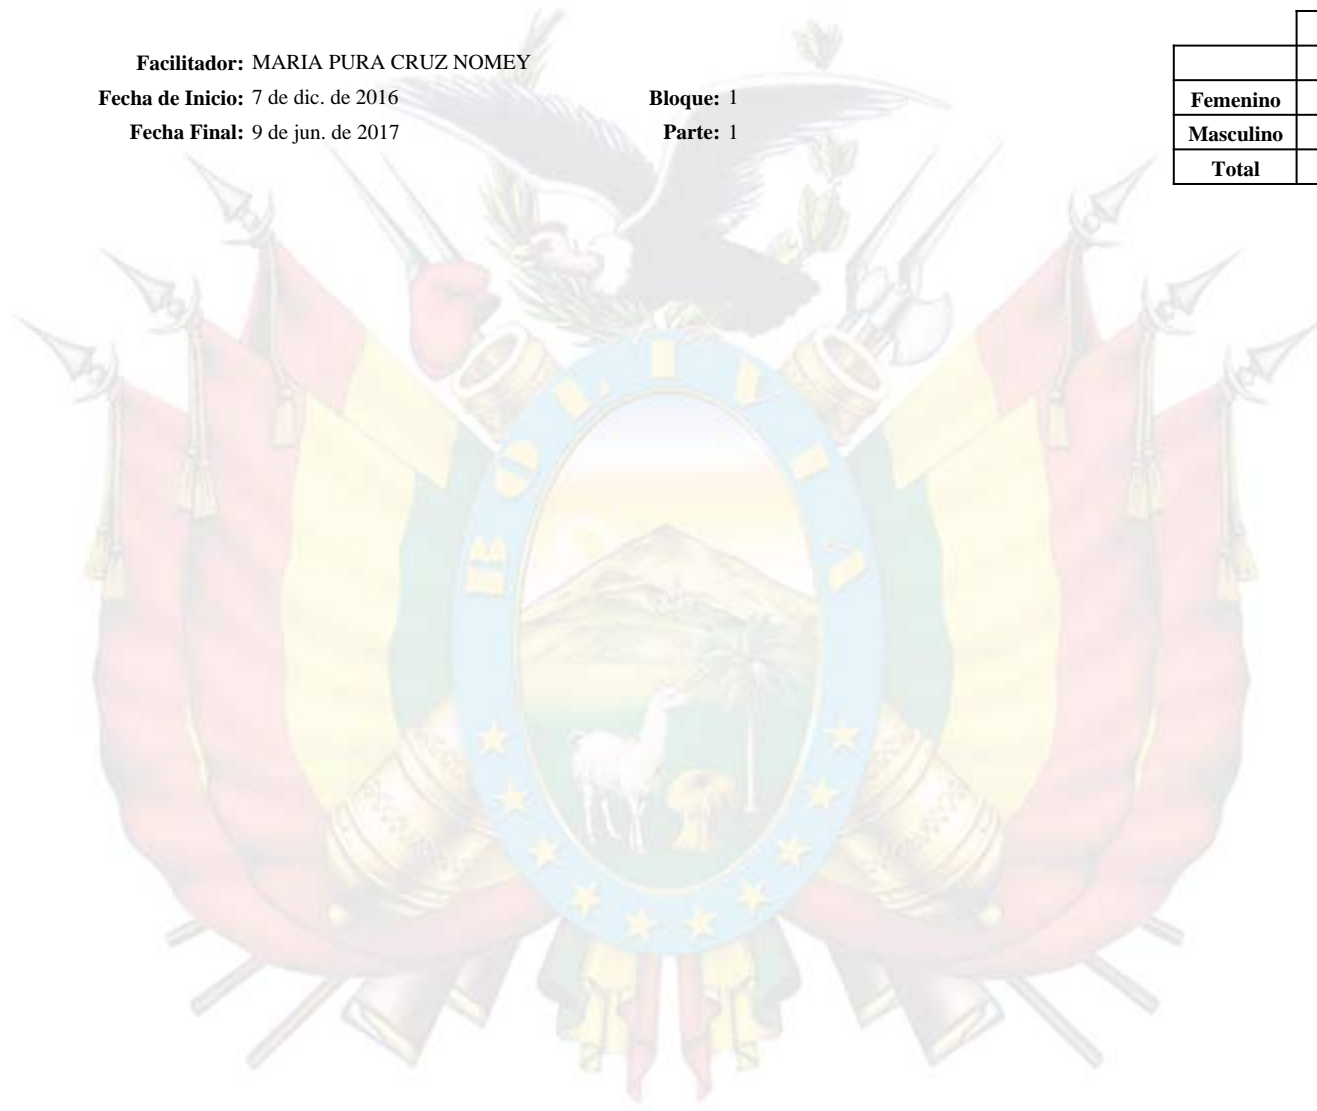 Facilitador: MARIA PURA CRUZ NOMEY
Fecha de Inicio: 7 de dic. de 2016 Bloque: 1
Fecha Final: 9 de jun. de 2017 Parte: 1
Femenino
Masculino
Total
BOLIVIA